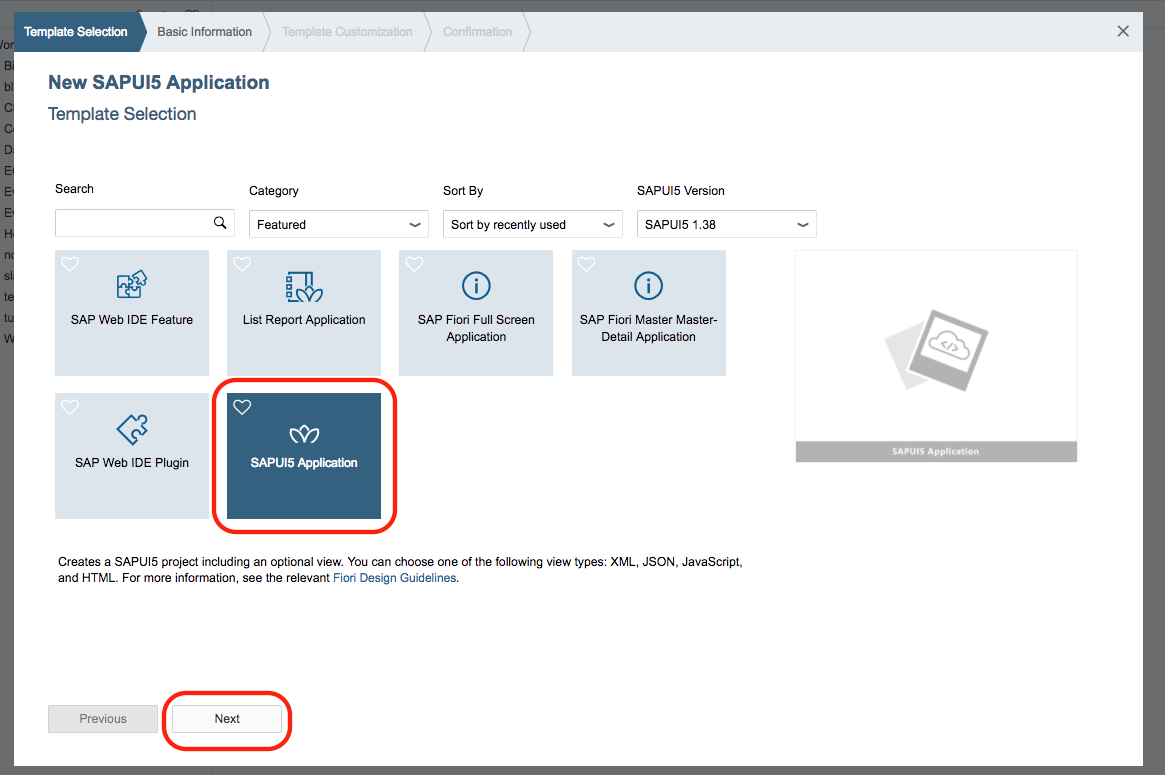 Template Selection
Basic Information
Template Customization
Confirmation
New SAPUI5 Application
Template Selection
Search
Category
Sort By
SAPUI5 Version
Featured
Sort by recently used
SAPUI5 1.38
SAP Web IDE Feature
List Report Application
SAP Fiori Full Screen
Application
SAP Fiori Master Master-
Detail Application
SAP Web IDE Plugin
SAPUI5 Application
SAPUI5 Application
Creates a SAPUI5 project including an optional view. You can choose one of the following view types: XML, JSON, JavaScript,
and HTML. For more information, see the relevant Fiori Design Guidelines.
Previous
Next